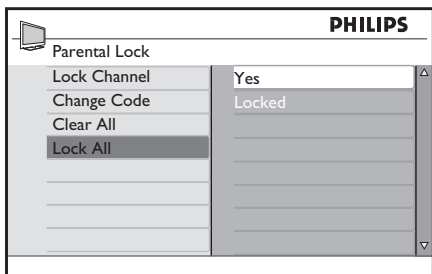 PHILIPS
Parental Lock
Lock Channel
Change Code
Clear All
Lock All
Yes
Locked